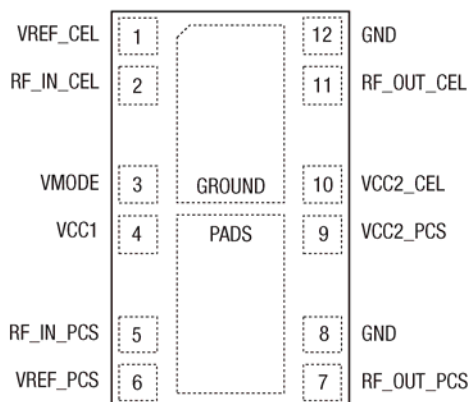 VREF_CEL 1 12 GND
RF_IN_CEL 2 11 RF_OUT_CEL
VMODE 3 GROUND 10 VCC2_CEL
VCC1 4 PADS 9 VCC2_PCS
RF_IN_PCS 5 8 GND
VREF_PCS 6 7 RF_OUT_PCS